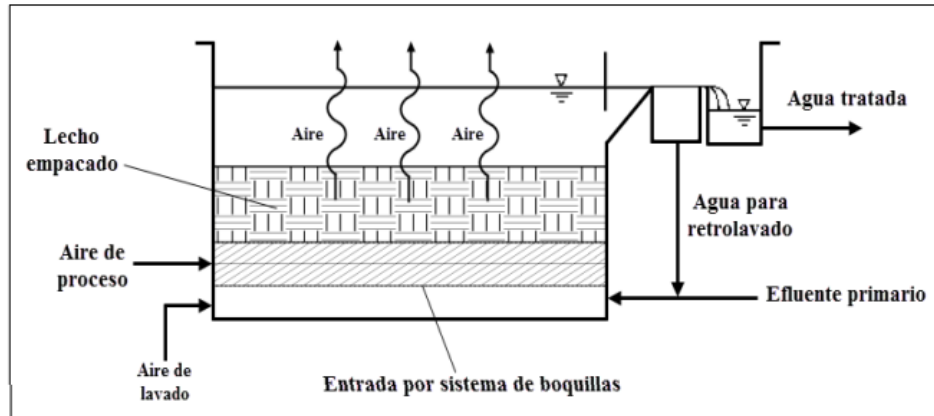 Aire
Aire
Aire
Agua tratada
Lecho
empacado
Agua para
retrolavado
Aire de
proceso
Efluente primario
Aire de
lavado
Entrada por sistema de boquillas